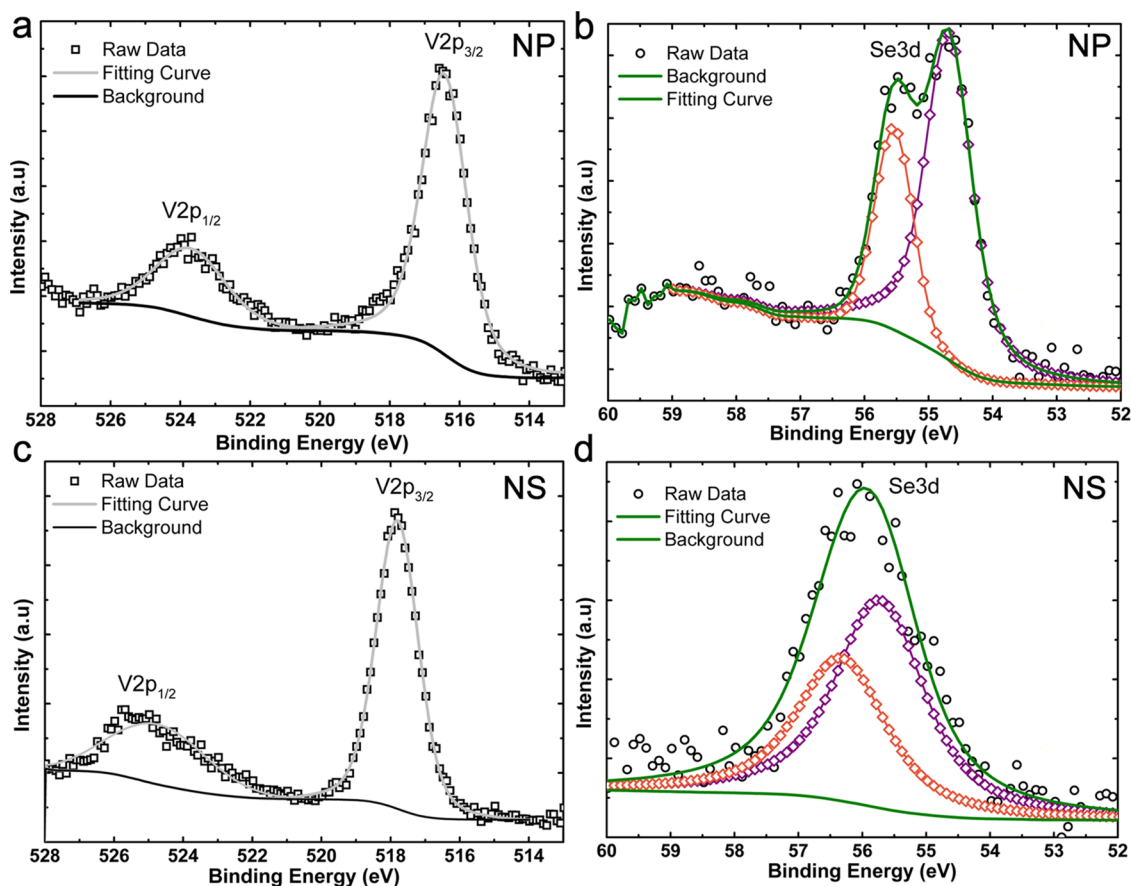 a
NP
Raw Data
Fitting Curve
Background
V2p1/2
V2p3/2
Intensity (a.u)
528 526 524 522 520 518 516 514
Binding Energy (eV)
b
NP
Raw Data
Background
Fitting Curve
Se3d
Intensity (a.u)
60 59 58 57 56 55 54 53 52
Binding Energy (eV)
c
NS
Raw Data
Fitting Curve
Background
V2p1/2
V2p3/2
Intensity (a.u)
528 526 524 522 520 518 516 514
Binding Energy (eV)
d
NS
Raw Data
Fitting Curve
Background
Se3d
Intensity (a.u)
60 59 58 57 56 55 54 53 52
Binding Energy (eV)